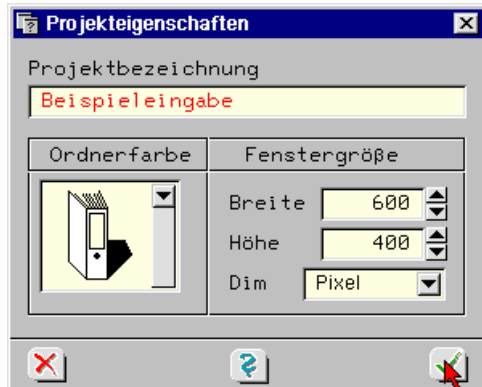 Projekteigenschaften
Projektbezeichnung
Beispieleingabe
Ordnerfarbe
Fenstergröße
Breite 600
Höhe 400
Dim Pixel